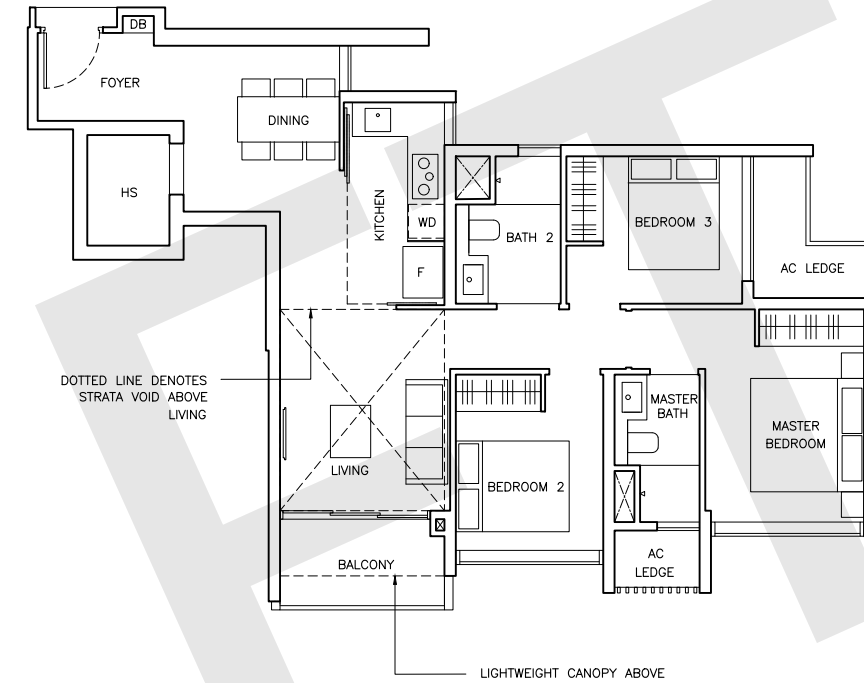 DB
FOYER
DINING
HS
KITCHEN
WD
F
BATH 2
BEDROOM 3
AC LEDGE
DOTTED LINE DENOTES
STRATA VOID ABOVE
LIVING
LIVING
MASTER
BATH
MASTER
BEDROOM
BEDROOM 2
BALCONY
AC
LEDGE
LIGHTWEIGHT CANOPY ABOVE